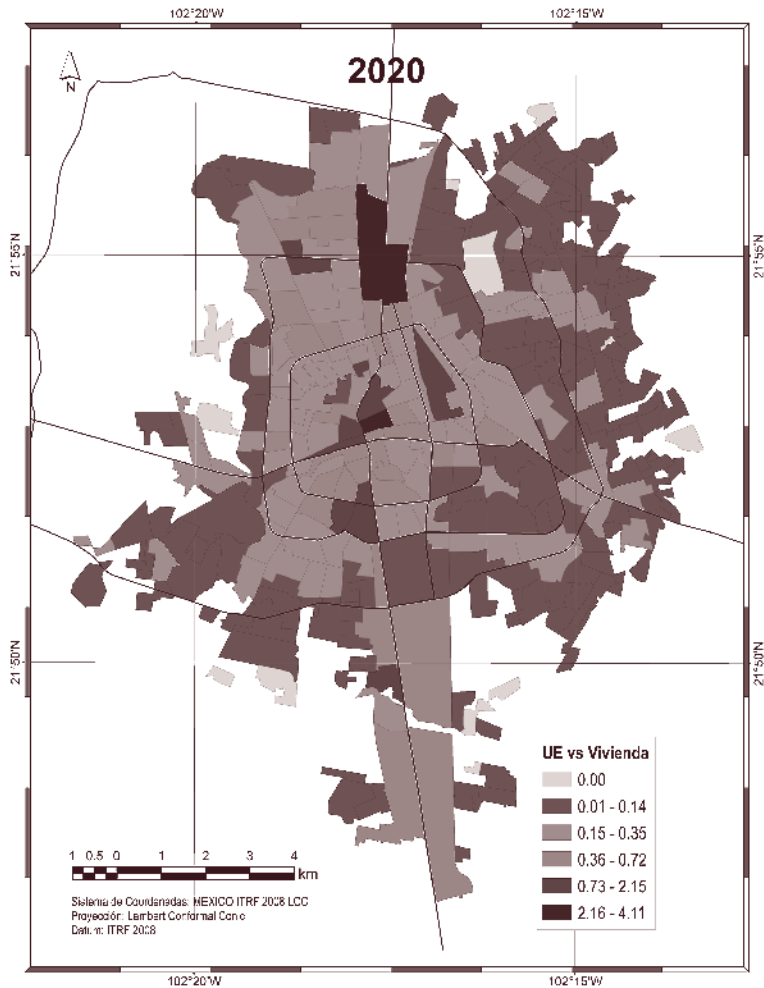 102°20'W 102°15'W
2020
N
21°55'N 21°55'N
21°50'N 21°50'N
UE vs Vivienda
0.00
0.01 - 0.14
0.15 - 0.35
0.36 - 0.72
0.73 - 2.15
2.16 - 4.11
1 0.5 0 1 2 3 4
km
Sistema de Coordenadas: MEXICO ITRF 2008 LCC
Proyección: Lambert Conformal Conic
Datum: ITRF 2008
102°20'W 102°15'W